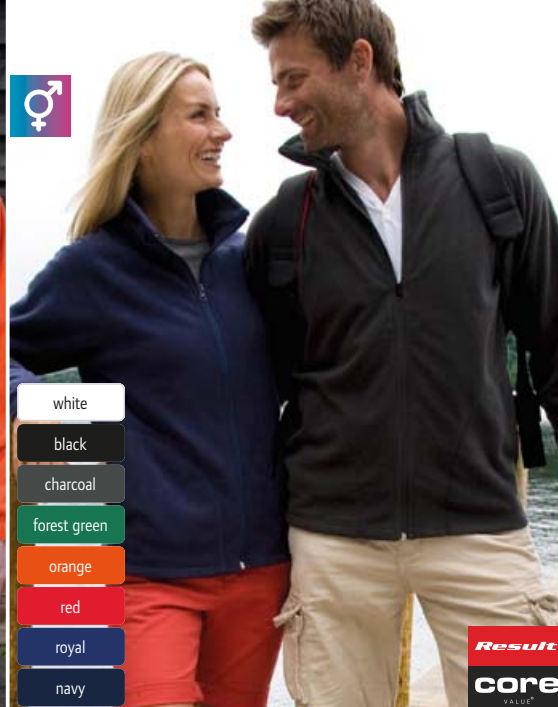 white
black
charcoal
forest green
orange
red
royal
navy
Result
core
VALUE®